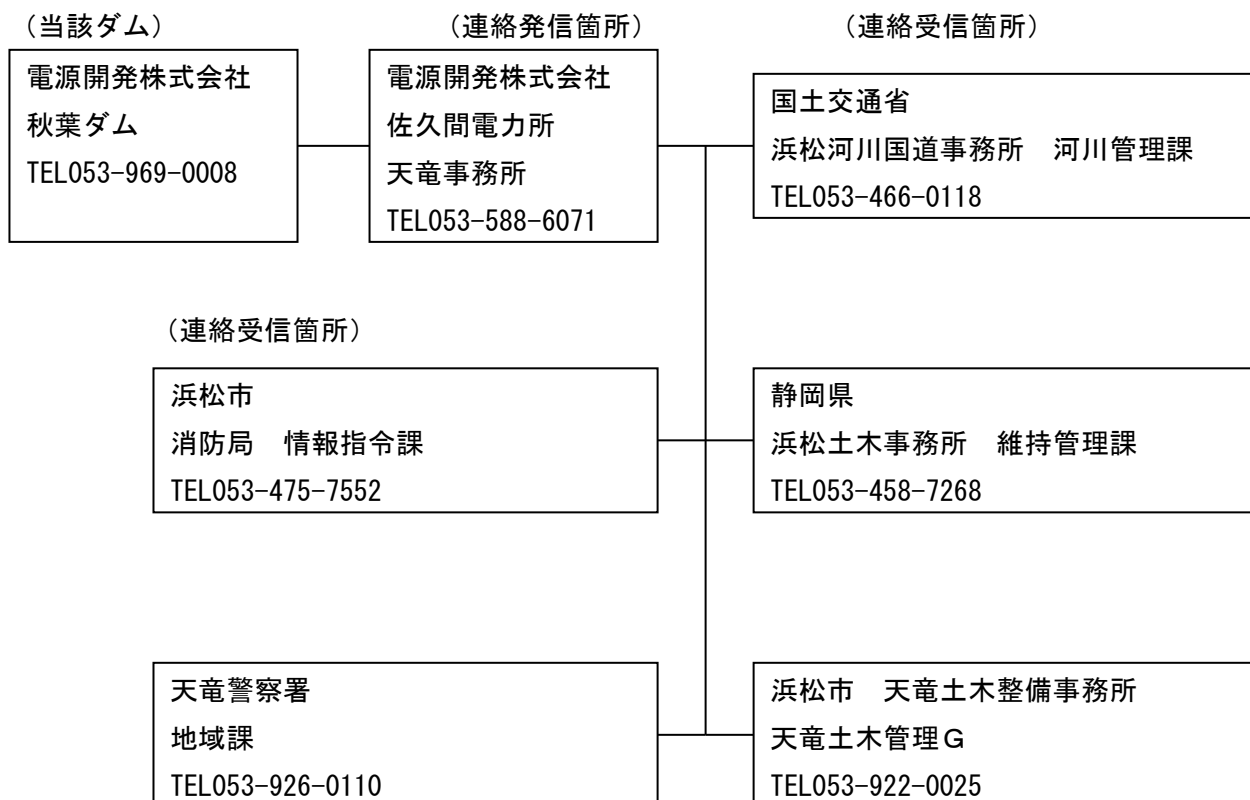 (当該ダム)
電源開発株式会社
秋葉ダム
TEL053-969-0008
(連絡発信箇所)
電源開発株式会社
佐久間電力所
天竜事務所
TEL053-588-6071
(連絡受信箇所)
国土交通省
浜松河川国道事務所　河川管理課
TEL053-466-0118
(連絡受信箇所)
浜松市
消防局　情報指令課
TEL053-475-7552
静岡県
浜松土木事務所　維持管理課
TEL053-458-7268
天竜警察署
地域課
TEL053-926-0110
浜松市　天竜土木整備事務所
天竜土木管理Ｇ
TEL053-922-0025